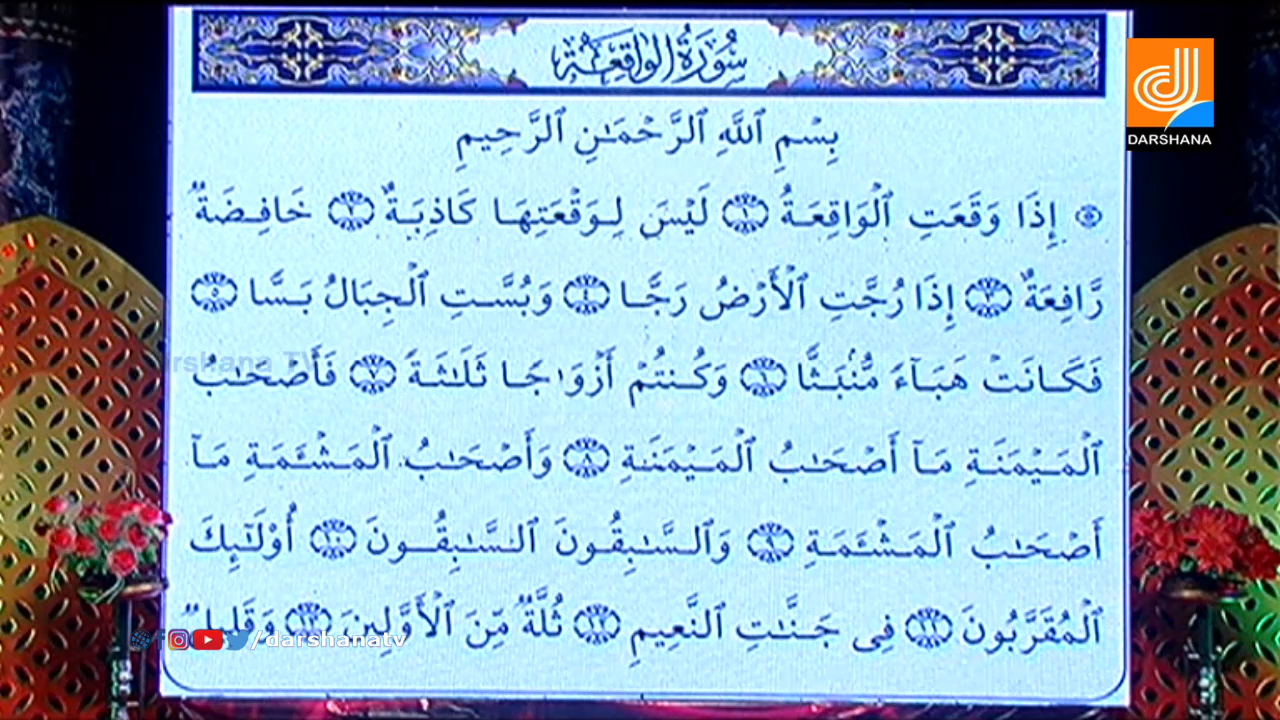 سُورَةُ الوَاقِعَةِ
بِسْمِ ٱللَّهِ ٱلرَّحْمَـٰنِ ٱلرَّحِيمِ
۞ إِذَا وَقَعَتِ ٱلْوَاقِعَةُ ١ لَيْسَ لِوَقْعَتِهَا كَاذِبَةٌ ٢ خَافِضَةٌ
رَّافِعَةٌ ٣ إِذَا رُجَّتِ ٱلْأَرْضُ رَجًّا ٤ وَبُسَّتِ ٱلْجِبَالُ بَسًّا ٥
فَكَانَتْ هَبَآءً مُّنۢبَثًّا ٦ وَكُنتُمْ أَزْوَٰجًا ثَلَـٰثَةً ٧ فَأَصْحَـٰبُ
ٱلْمَيْمَنَةِ مَآ أَصْحَـٰبُ ٱلْمَيْمَنَةِ ٨ وَأَصْحَـٰبُ ٱلْمَشْـَٔمَةِ مَآ
أَصْحَـٰبُ ٱلْمَشْـَٔمَةِ ٩ وَٱلسَّـٰبِقُونَ ٱلسَّـٰبِقُونَ ١٠ أُو۟لَـٰٓئِكَ
ٱلْمُقَرَّبُونَ ١١ فِى جَنَّـٰتِ ٱلنَّعِيمِ ١٢ ثُلَّةٌ مِّنَ ٱلْأَوَّلِينَ ١٣ وَقَلِيلٌ
DARSHANA
Darshana TV
/darshanatv